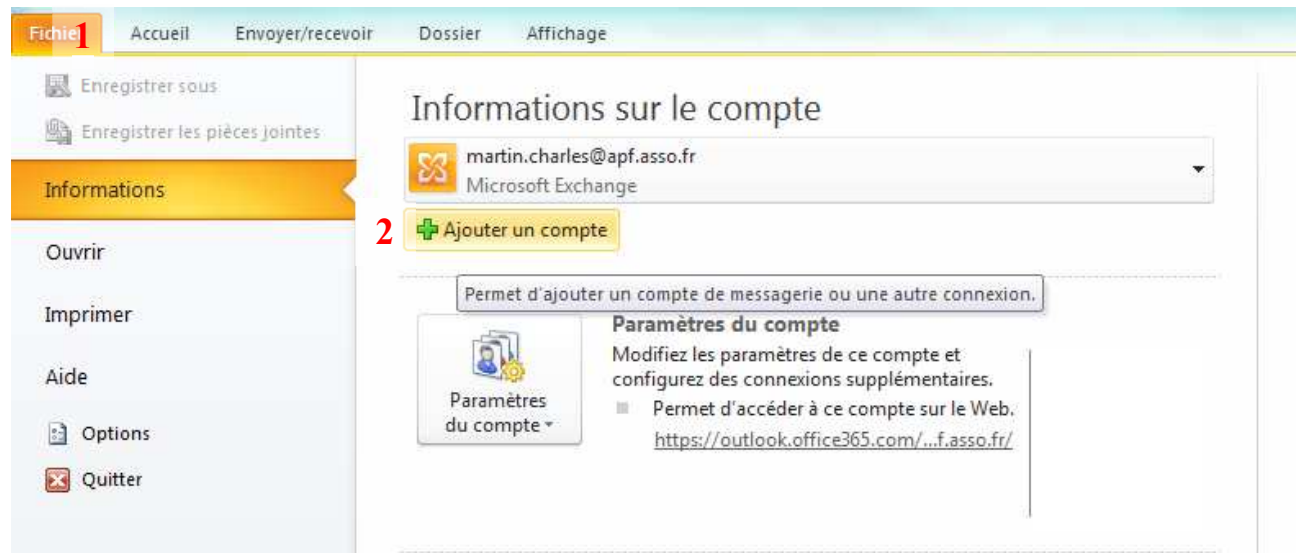 Fichier 1 Accueil Envoyer/recevoir Dossier Affichage
Enregistrer sous
Enregistrer les pièces jointes
Informations
Ouvrir
Imprimer
Aide
Options
Quitter
Informations sur le compte
martin.charles@apf.asso.fr
Microsoft Exchange
2 Ajouter un compte
Permet d'ajouter un compte de messagerie ou une autre connexion.
Paramètres
du compte
Paramètres du compte
Modifiez les paramètres de ce compte et
configurez des connexions supplémentaires.
Permet d'accéder à ce compte sur le Web.
https://outlook.office365.com/...f.asso.fr/